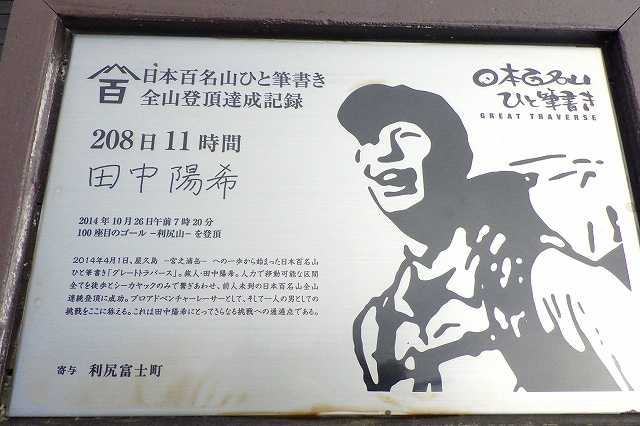 百
日本百名山ひと筆書き
全山登頂達成記録
日本百名山
ひと筆書き
GREAT TRAVERSE
208日11時間
田中陽希
2014年10月26日午前7時20分
100座目のゴール −利尻山− を登頂
2014年4月1日、屋久島 −宮之浦岳− への一歩から始まった日本百名山
ひと筆書き「グレートトラバース」。旅人・田中陽希。人力で移動可能な区間
全てを徒歩とシーカヤックのみで繋ぎあわせ、前人未到の日本百名山全山
連続登頂に成功。プロアドベンチャーレーサーとして、そして一人の男としての
挑戦をここに称える。これは田中陽希にとってさらなる挑戦への通過点である。
寄与 利尻富士町